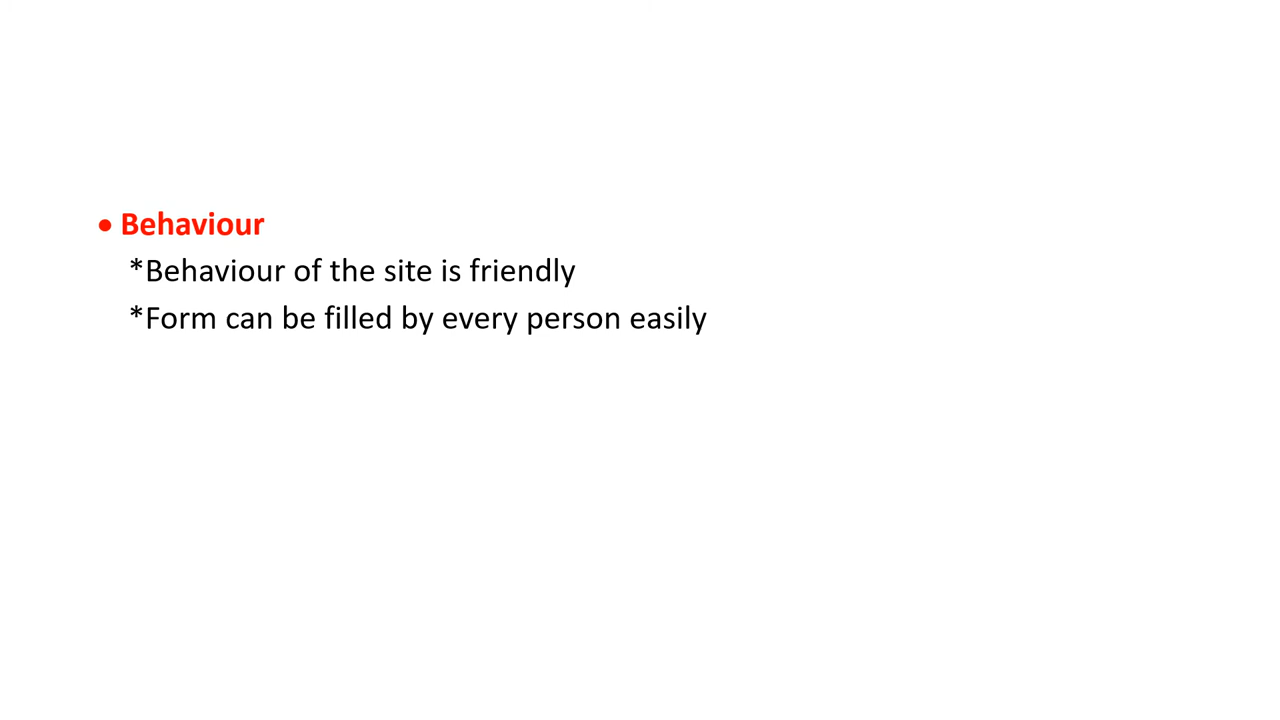 • Behaviour
*Behaviour of the site is friendly
*Form can be filled by every person easily